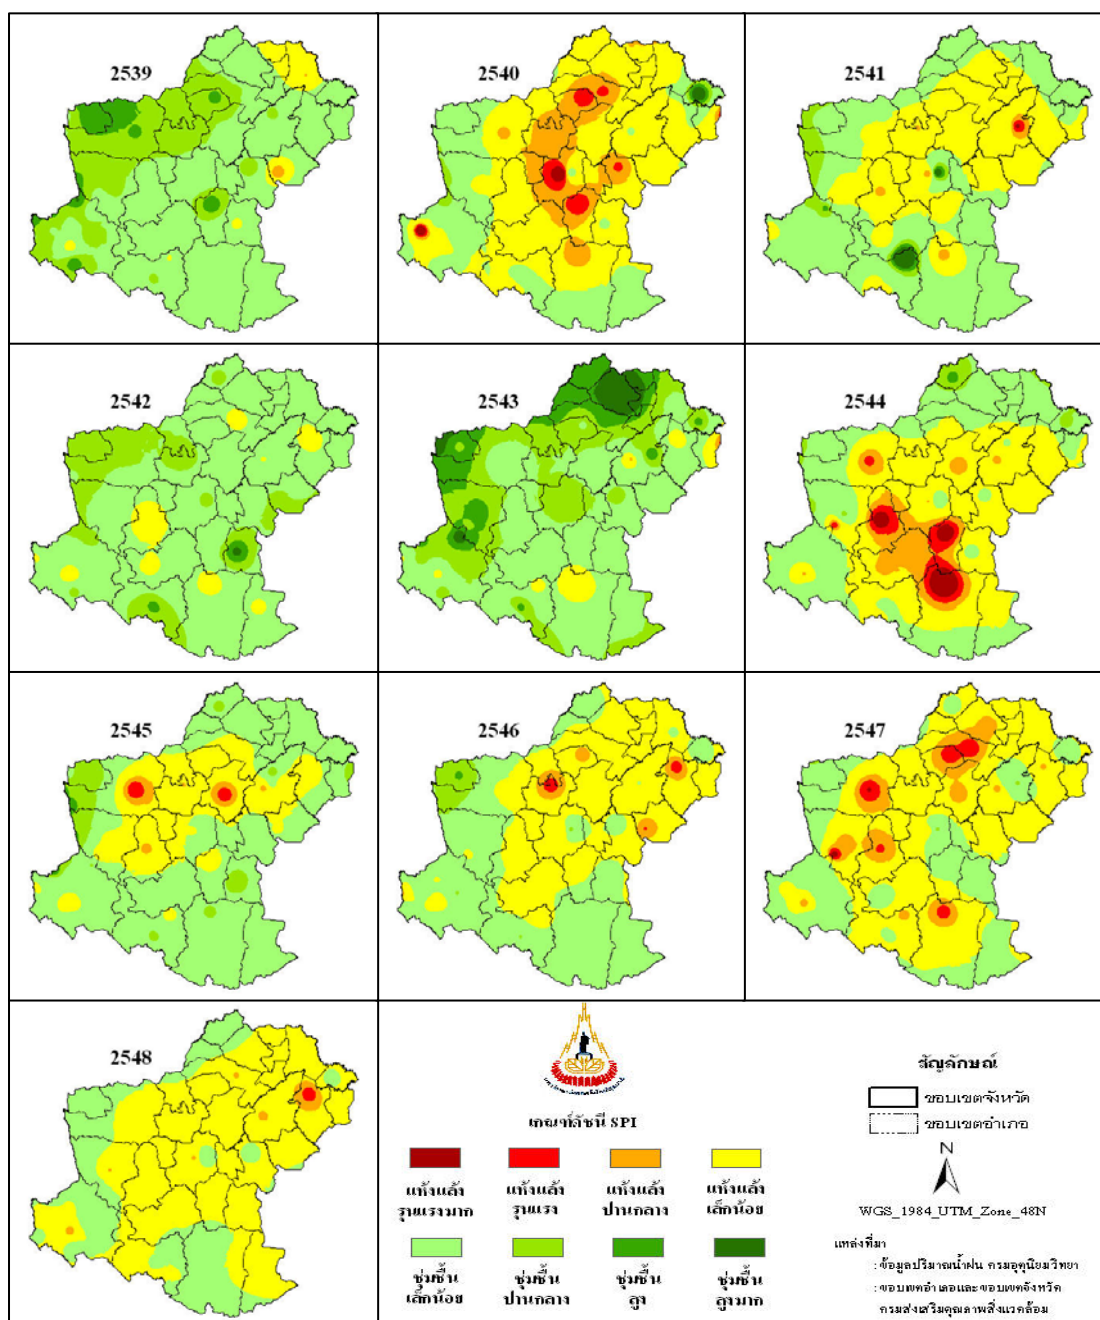 2539
2540
2541
2542
2543
2544
2545
2546
2547
2548
เกณฑ์ดัชนี SPI
แห้งแล้ง
รุนแรงมาก
แห้งแล้ง
รุนแรง
แห้งแล้ง
ปานกลาง
แห้งแล้ง
เล็กน้อย
ชุ่มชื้น
เล็กน้อย
ชุ่มชื้น
ปานกลาง
ชุ่มชื้น
สูง
ชุ่มชื้น
สูงมาก
สัญลักษณ์
ขอบเขตจังหวัด
ขอบเขตอำเภอ
N
WGS_1984_UTM_Zone_48N
แหล่งที่มา
: ข้อมูลปริมาณน้ำฝน กรมอุตุนิยมวิทยา
: ขอบเขตอำเภอและขอบเขตจังหวัด
กรมส่งเสริมคุณภาพสิ่งแวดล้อม